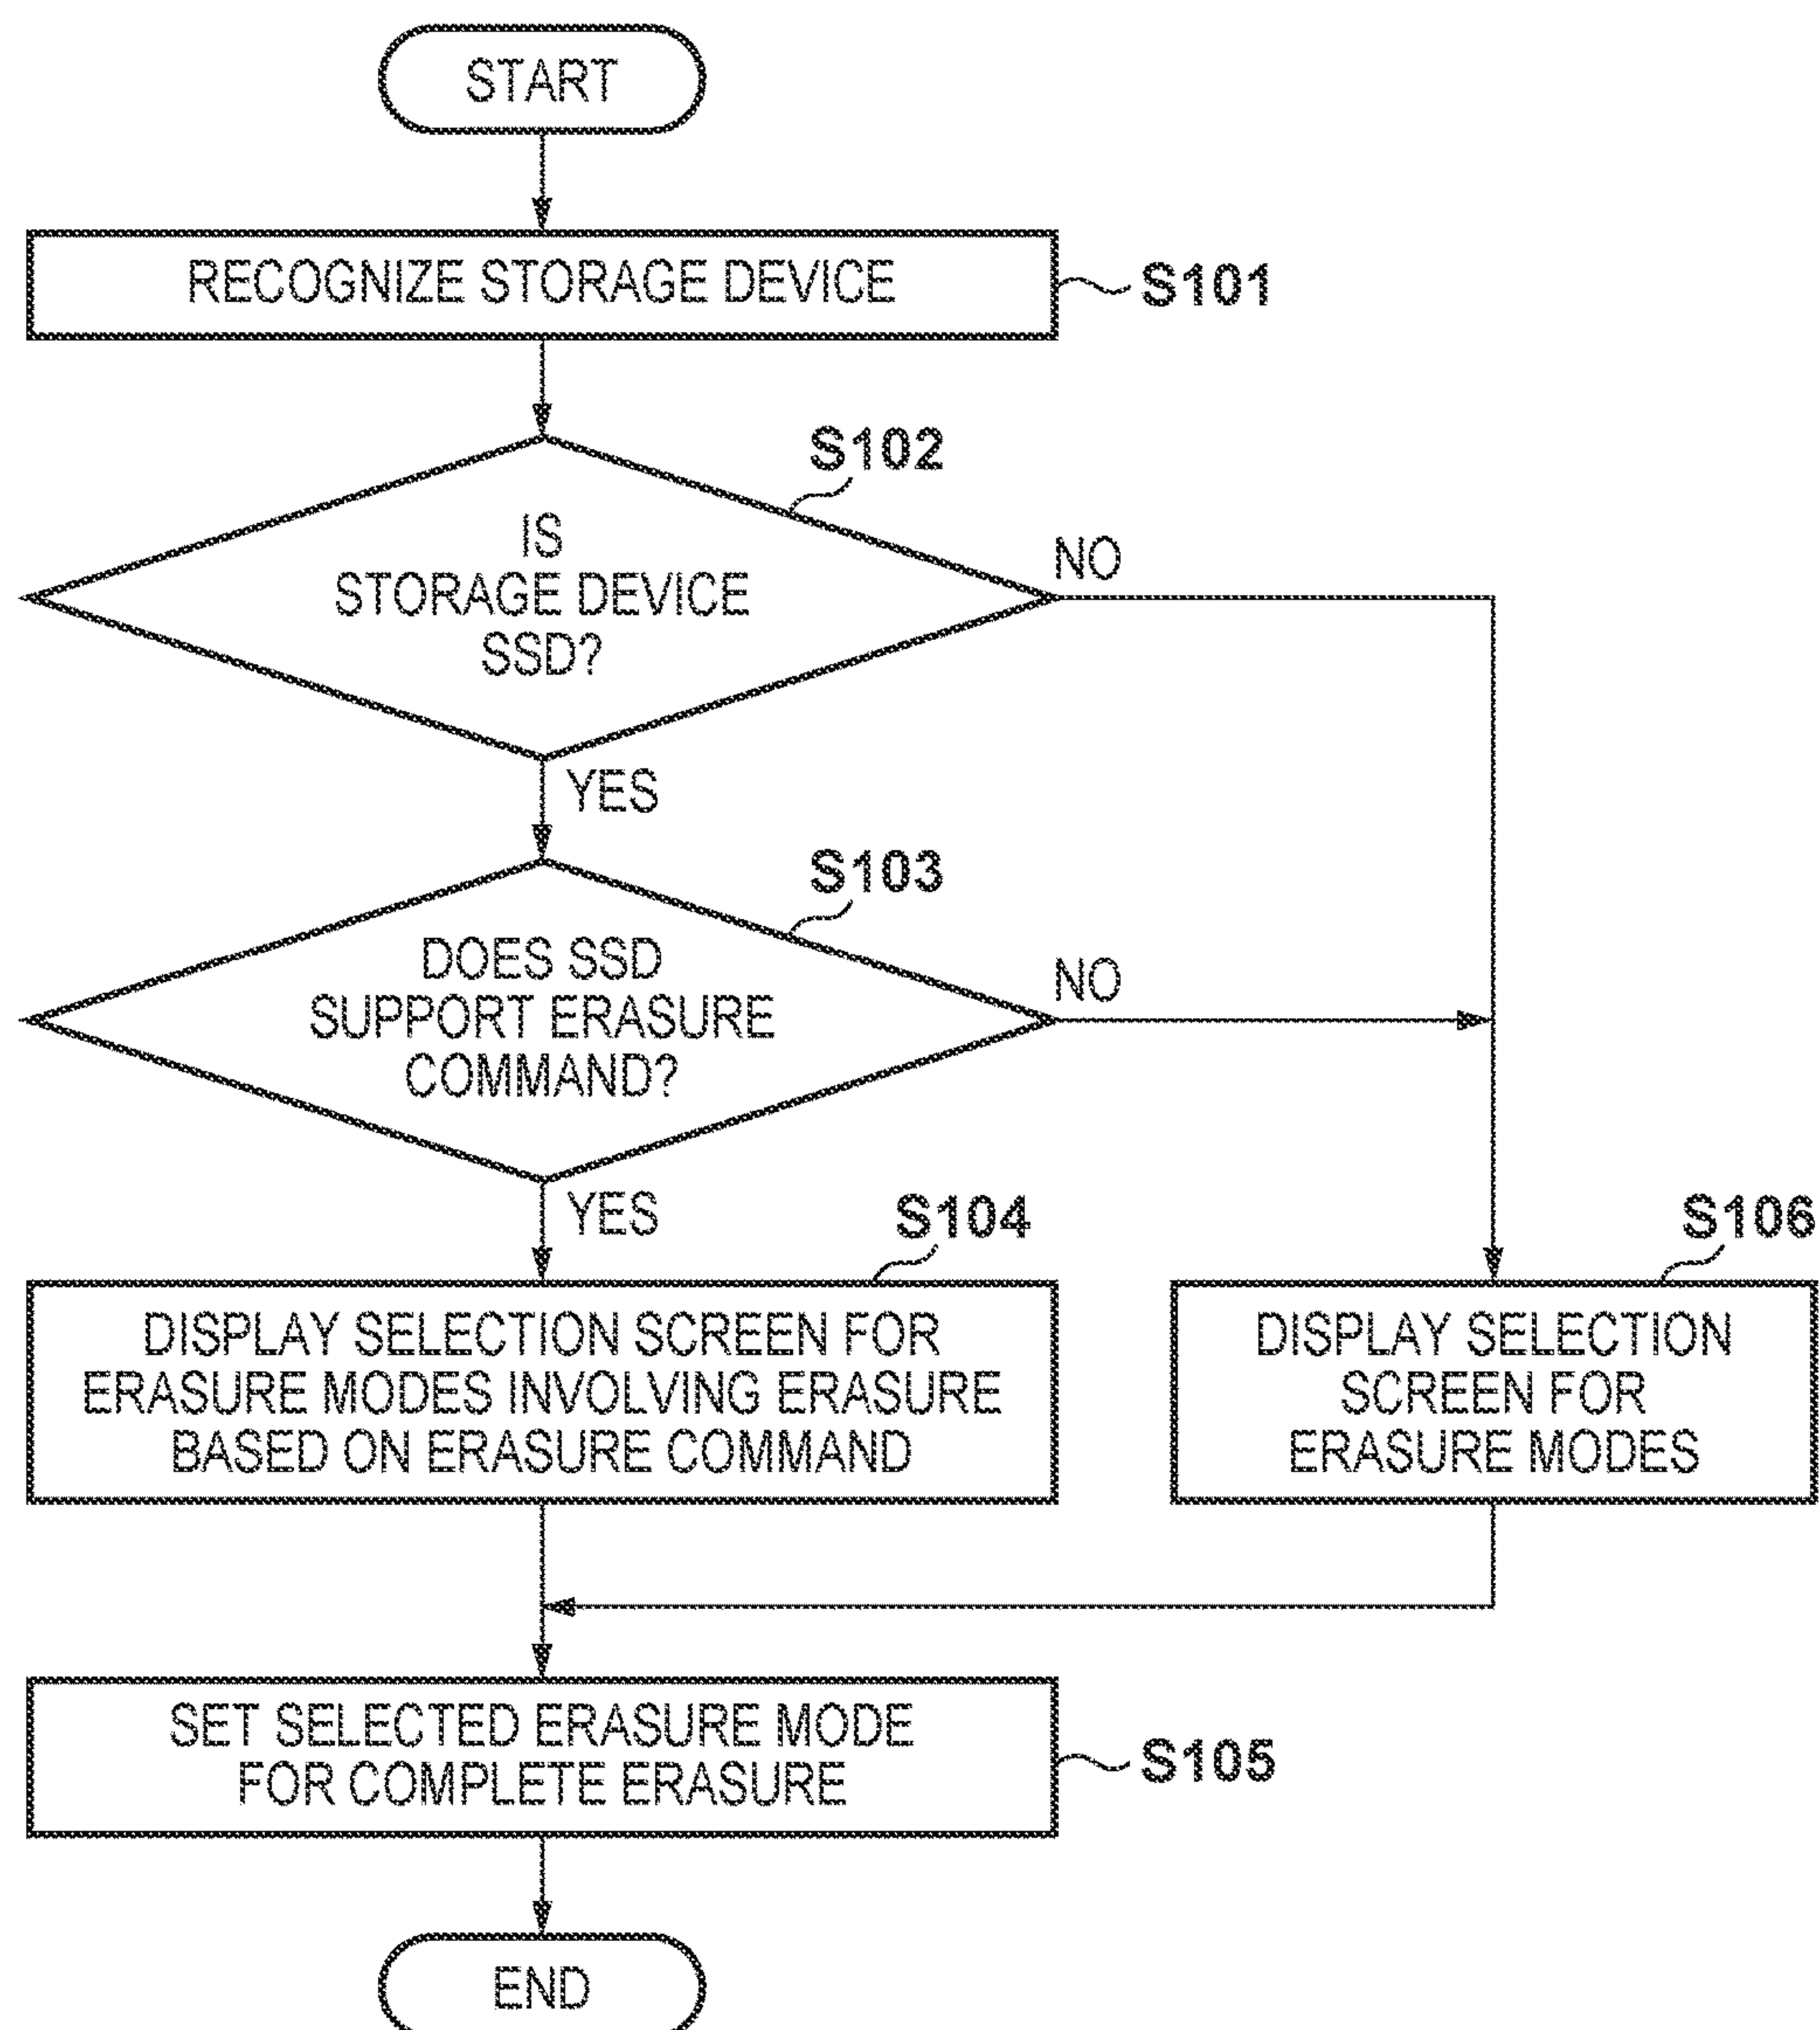 START
RECOGNIZE STORAGE DEVICE
S101
S102
IS
STORAGE DEVICE
SSD?
NO
YES
S103
DOES SSD
SUPPORT ERASURE
COMMAND?
NO
YES
S104
DISPLAY SELECTION SCREEN FOR
ERASURE MODES INVOLVING ERASURE
BASED ON ERASURE COMMAND
S106
DISPLAY SELECTION
SCREEN FOR
ERASURE MODES
SET SELECTED ERASURE MODE
FOR COMPLETE ERASURE
S105
END